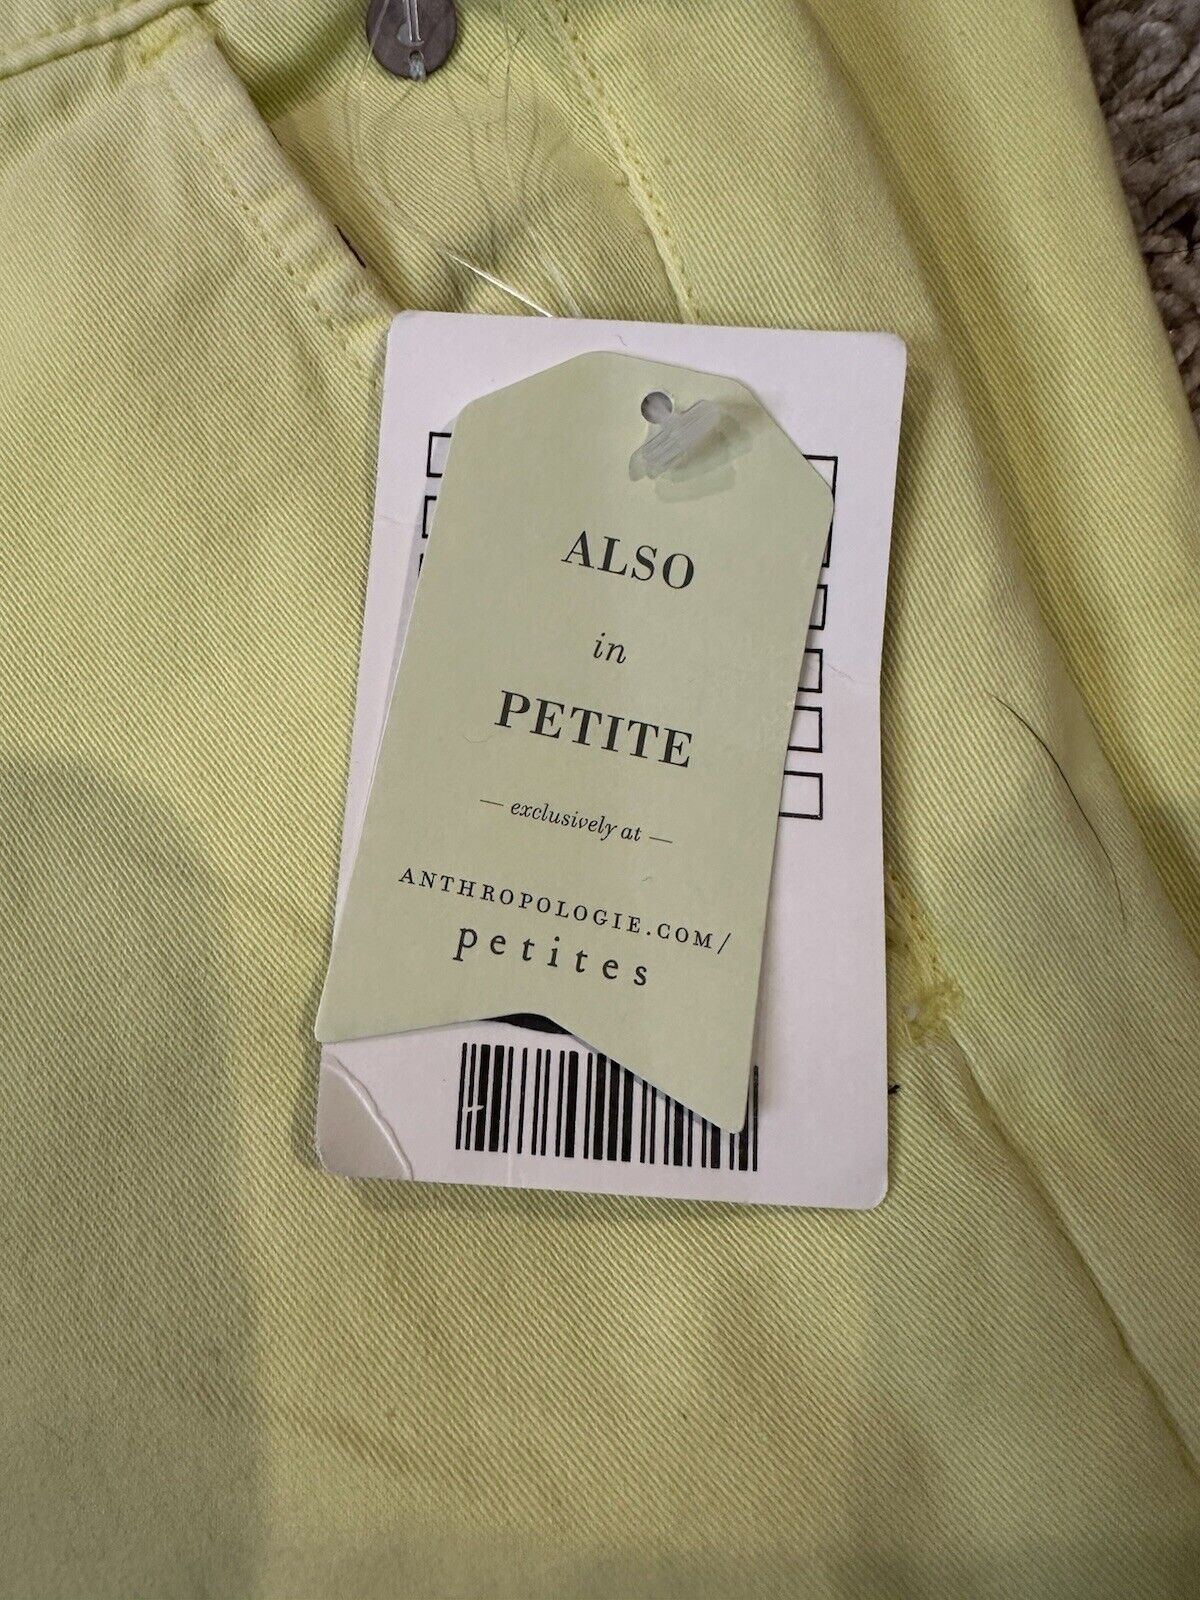 ALSO
in
PETITE
— exclusively at —
ANTHROPOLOGIE.COM/
petites